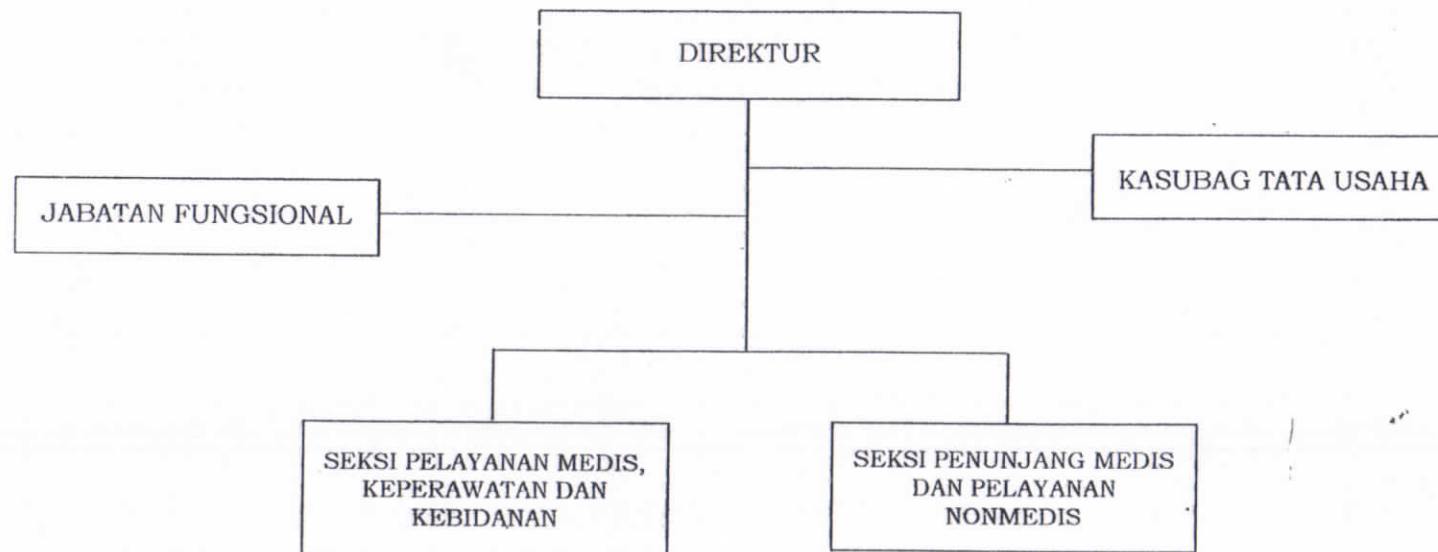 DIREKTUR
KASUBAG TATA USAHA
JABATAN FUNGSIONAL
SEKSI PELAYANAN MEDIS,
KEPERAWATAN DAN
KEBIDANAN
SEKSI PENUNJANG MEDIS
DAN PELAYANAN
NONMEDIS